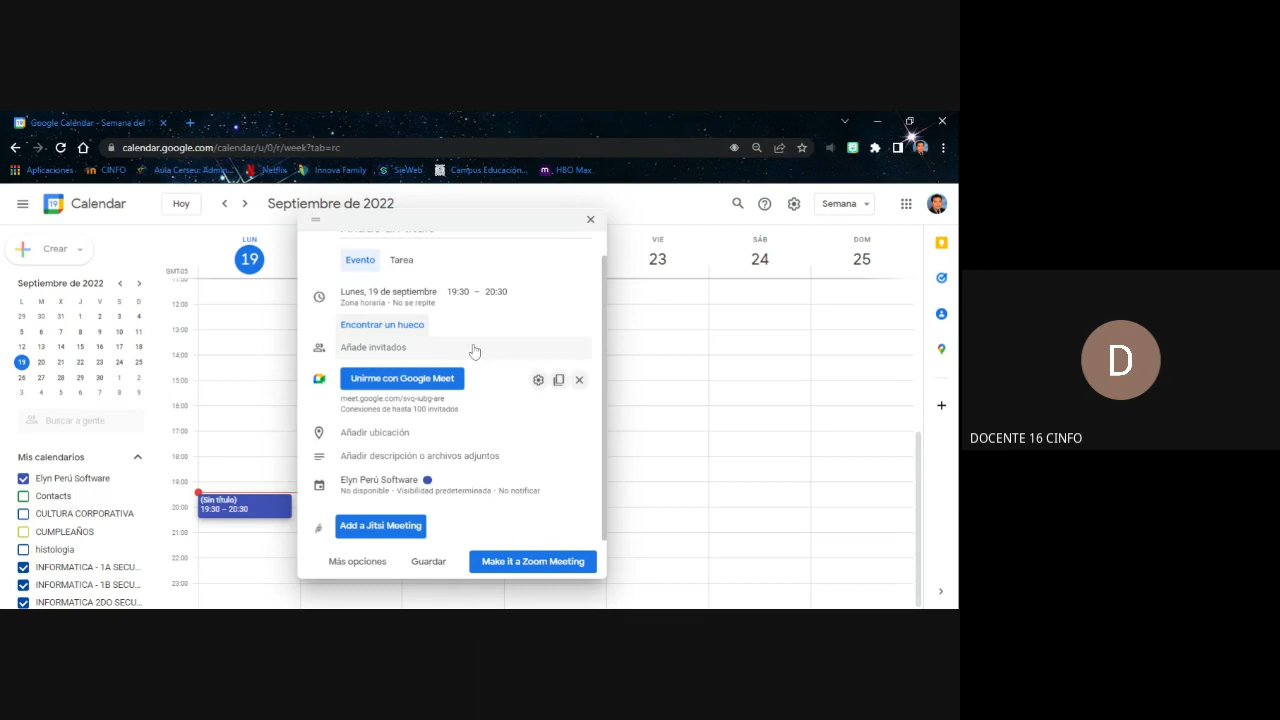 Google Calendar - Semana del
calendar.google.com/calendar/u/0/r/week?tab=rc
Aplicaciones CINFO Aula Cerseu: Admin... Netflix Innova Family SieWeb Campus Educación... HBO Max
19 Calendar Hoy Septiembre de 2022 Semana
Crear
Septiembre de 2022
L M X J V S D
29 30 31 1 2 3 4
5 6 7 8 9 10 11
12 13 14 15 16 17 18
19 20 21 22 23 24 25
26 27 28 29 30 1 2
3 4 5 6 7 8 9
Buscar a gente
Mis calendarios
Elyn Perú Software
Contacts
CULTURA CORPORATIVA
CUMPLEAÑOS
histologia
INFORMATICA - 1A SECU...
INFORMATICA - 1B SECU...
INFORMATICA 2DO SECU...
LUN VIE SÁB DOM
19 23 24 25
GMT-05
11:00
12:00
13:00
14:00
15:00
16:00
17:00
18:00
19:00
20:00
21:00
22:00
23:00
(Sin título)
19:30 – 20:30
Evento Tarea
Lunes, 19 de septiembre 19:30 – 20:30
Zona horaria · No se repite
Encontrar un hueco
Añade invitados
Unirme con Google Meet
meet.google.com/svq-iubg-are
Conexiones de hasta 100 invitados
Añadir ubicación
Añadir descripción o archivos adjuntos
Elyn Perú Software
No disponible · Visibilidad predeterminada · No notificar
Add a Jitsi Meeting
Más opciones Guardar Make it a Zoom Meeting
D
DOCENTE 16 CINFO